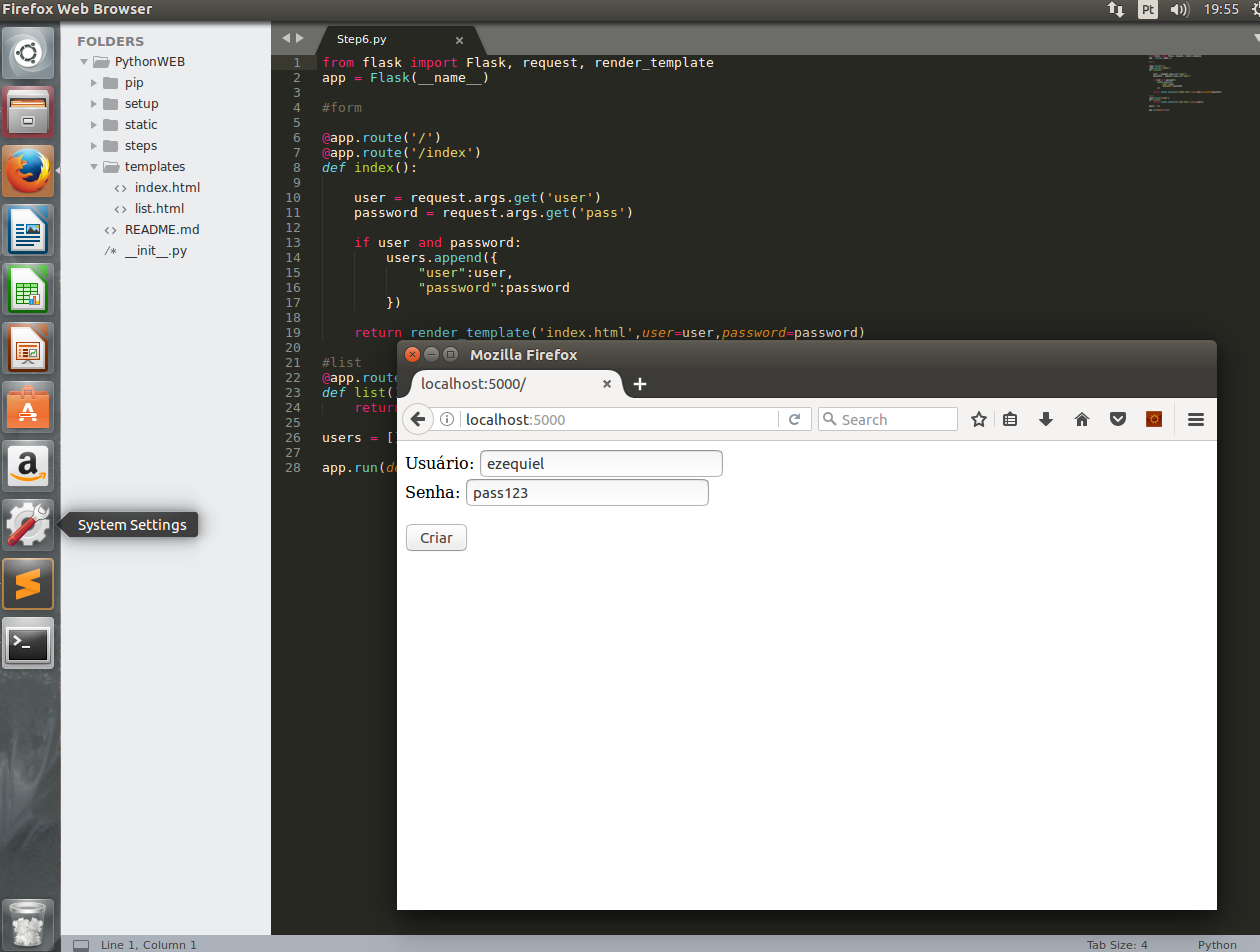 Firefox Web Browser
Pt
19:55
FOLDERS
PythonWEB
pip
setup
static
steps
templates
<> index.html
<> list.html
<> README.md
/* __init__.py
System Settings
Step6.py ×
1 from flask import Flask, request, render_template
2 app = Flask(__name__)
3
4 #form
5
6 @app.route('/')
7 @app.route('/index')
8 def index():
9
10 user = request.args.get('user')
11 password = request.args.get('pass')
12
13 if user and password:
14 users.append({
15 "user":user,
16 "password":password
17 })
18
19 return render_template('index.html',user=user,password=password)
20
21 #list
22 @app.route
23 def list(
24 return
25
26 users = [
27
28 app.run(de
Mozilla Firefox
localhost:5000/ ×
localhost:5000
Search
Usuário: ezequiel
Senha: pass123
Criar
Line 1, Column 1
Tab Size: 4
Python